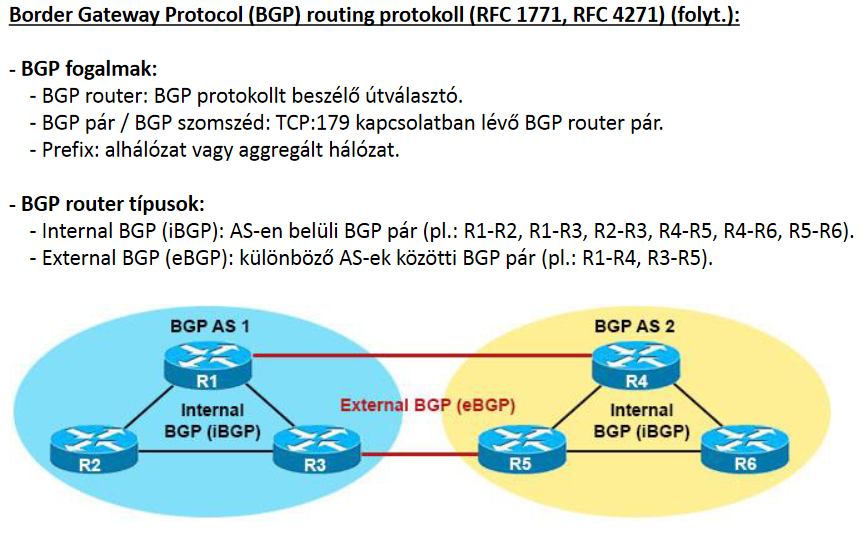 Border Gateway Protocol (BGP) routing protokoll (RFC 1771, RFC 4271) (folyt.):
- BGP fogalmak:
- BGP router: BGP protokollt beszélő útválasztó.
- BGP pár / BGP szomszéd: TCP:179 kapcsolatban lévő BGP router pár.
- Prefix: alhálózat vagy aggregált hálózat.
- BGP router típusok:
- Internal BGP (iBGP): AS-en belüli BGP pár (pl.: R1-R2, R1-R3, R2-R3, R4-R5, R4-R6, R5-R6).
- External BGP (eBGP): különböző AS-ek közötti BGP pár (pl.: R1-R4, R3-R5).
BGP AS 1
BGP AS 2
R1
R4
External BGP (eBGP)
Internal
BGP (iBGP)
Internal
BGP (iBGP)
R2
R3
R5
R6